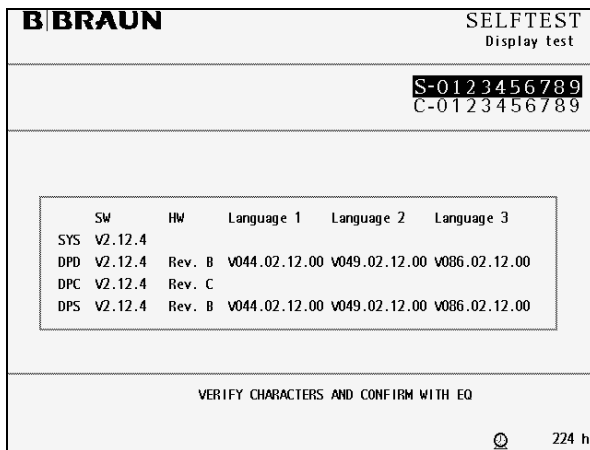 B|BRAUN
SELFTEST
Display test
S-0123456789
C-0123456789
SW HW Language 1 Language 2 Language 3
SYS V2.12.4
DPD V2.12.4 Rev. B V044.02.12.00 V049.02.12.00 V086.02.12.00
DPC V2.12.4 Rev. C
DPS V2.12.4 Rev. B V044.02.12.00 V049.02.12.00 V086.02.12.00
VERIFY CHARACTERS AND CONFIRM WITH EQ
224 h